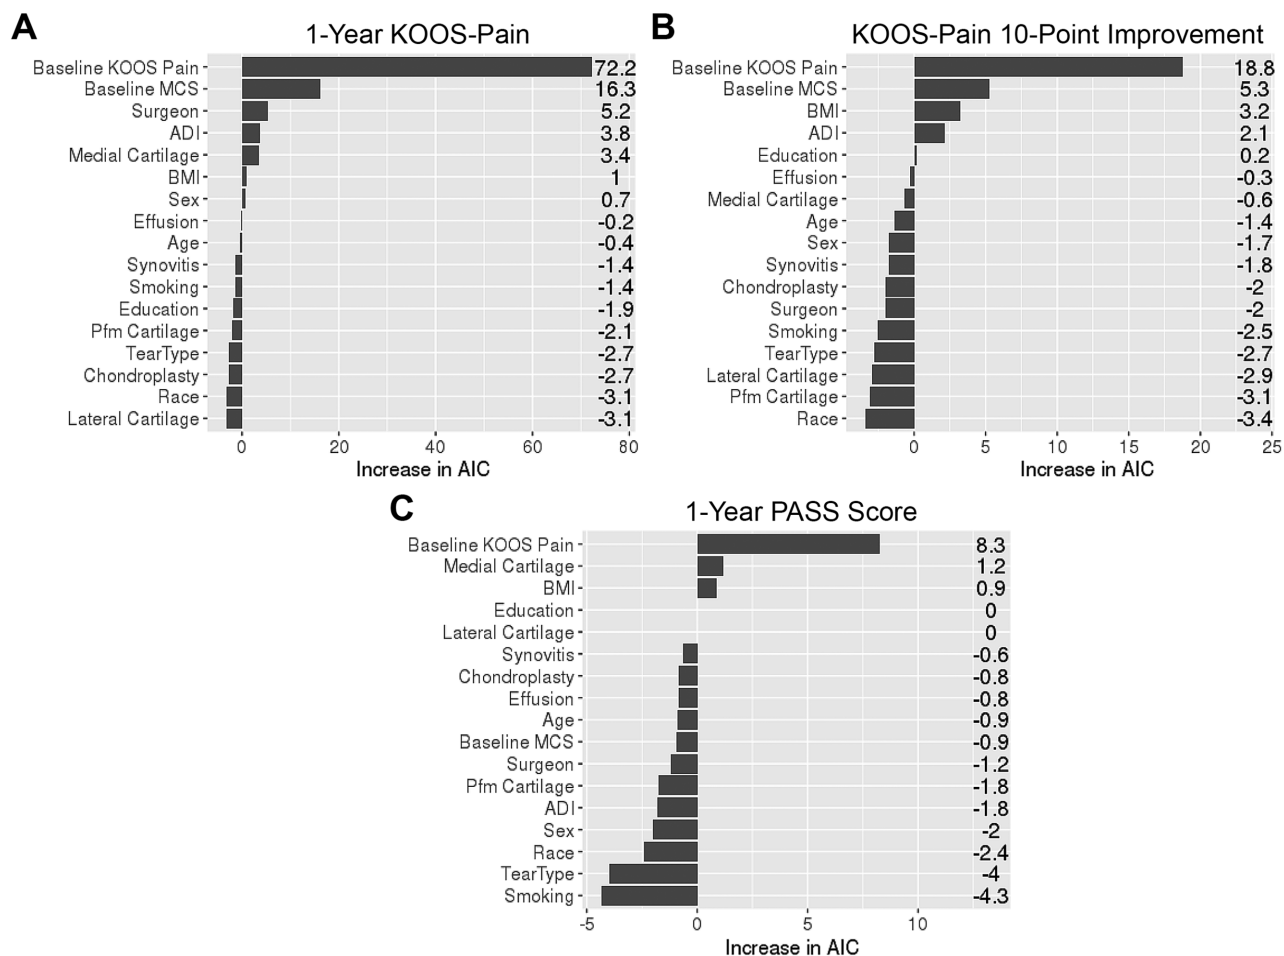 A
1-Year KOOS-Pain
Baseline KOOS Pain 72.2
Baseline MCS 16.3
Surgeon 5.2
ADI 3.8
Medial Cartilage 3.4
BMI 1
Sex 0.7
Effusion -0.2
Age -0.4
Synovitis -1.4
Smoking -1.4
Education -1.9
Pfm Cartilage -2.1
TearType -2.7
Chondroplasty -2.7
Race -3.1
Lateral Cartilage -3.1
0 20 40 60 80
Increase in AIC
B
KOOS-Pain 10-Point Improvement
Baseline KOOS Pain 18.8
Baseline MCS 5.3
BMI 3.2
ADI 2.1
Education 0.2
Effusion -0.3
Medial Cartilage -0.6
Age -1.4
Sex -1.7
Synovitis -1.8
Chondroplasty -2
Surgeon -2
Smoking -2.5
TearType -2.7
Lateral Cartilage -2.9
Pfm Cartilage -3.1
Race -3.4
0 5 10 15 20 25
Increase in AIC
C
1-Year PASS Score
Baseline KOOS Pain 8.3
Medial Cartilage 1.2
BMI 0.9
Education 0
Lateral Cartilage 0
Synovitis -0.6
Chondroplasty -0.8
Effusion -0.8
Age -0.9
Baseline MCS -0.9
Surgeon -1.2
Pfm Cartilage -1.8
ADI -1.8
Sex -2
Race -2.4
TearType -4
Smoking -4.3
-5 0 5 10
Increase in AIC